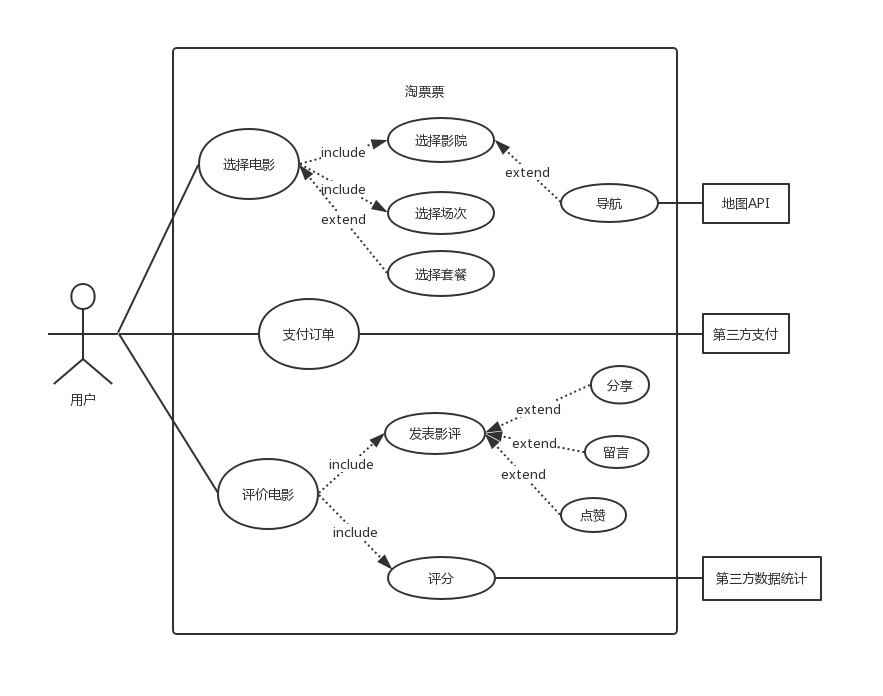 淘票票
选择电影
include
选择影院
extend
include
选择场次
导航
地图API
extend
选择套餐
支付订单
第三方支付
用户
分享
extend
发表影评
extend
留言
include
extend
评价电影
点赞
include
评分
第三方数据统计